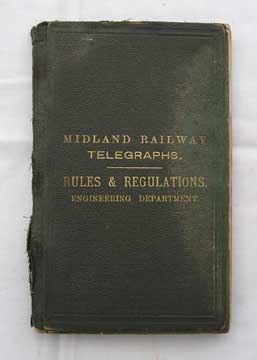 MIDLAND RAILWAY
TELEGRAPHS.
RULES & REGULATIONS.
ENGINEERING DEPARTMENT.